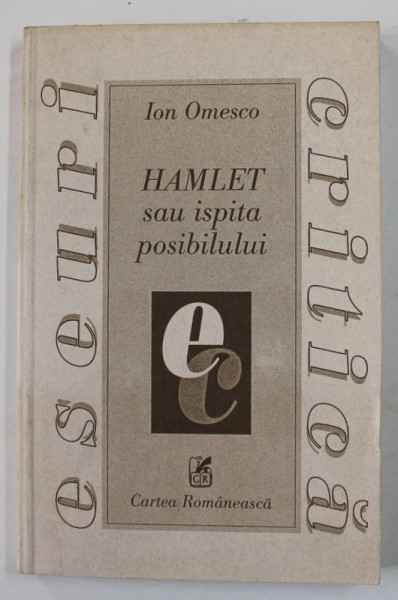 eseuri
Ion Omesco
HAMLET
sau ispita
posibilului
ec
CR
Cartea Românească
critică